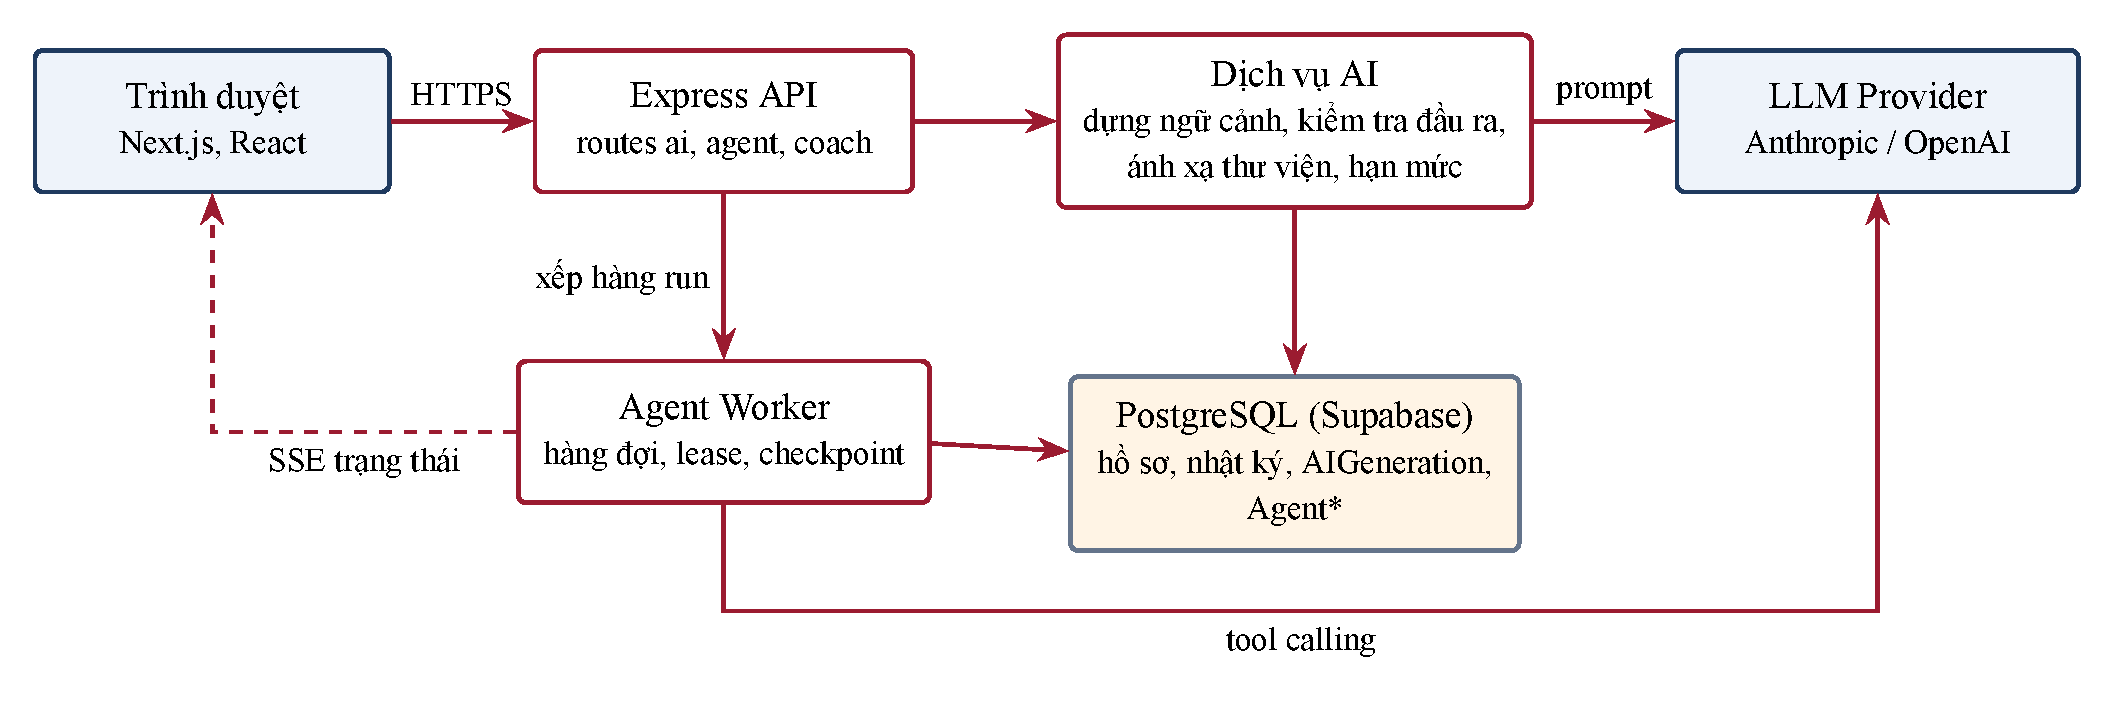 Trình duyệt
Next.js, React
HTTPS
Express API
routes ai, agent, coach
Dịch vụ AI
dựng ngữ cảnh, kiểm tra đầu ra,
ánh xạ thư viện, hạn mức
prompt
LLM Provider
Anthropic / OpenAI
xếp hàng run
Agent Worker
hàng đợi, lease, checkpoint
SSE trạng thái
PostgreSQL (Supabase)
hồ sơ, nhật ký, AIGeneration,
Agent*
tool calling